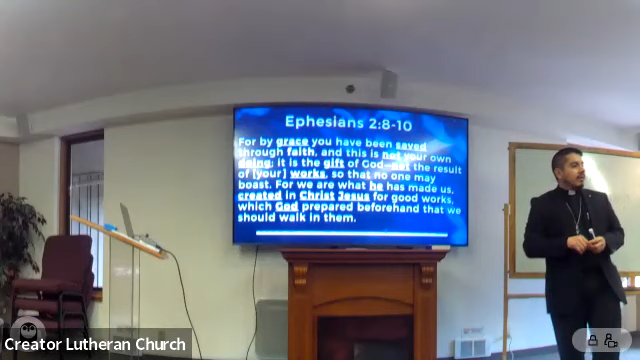 Ephesians 2:8-10
For by grace you have been saved
through faith, and this is not your own
doing; it is the gift of God—not the result
of [your] works, so that no one may
boast. For we are what he has made us,
created in Christ Jesus for good works,
which God prepared beforehand that we
should walk in them.
Creator Lutheran Church